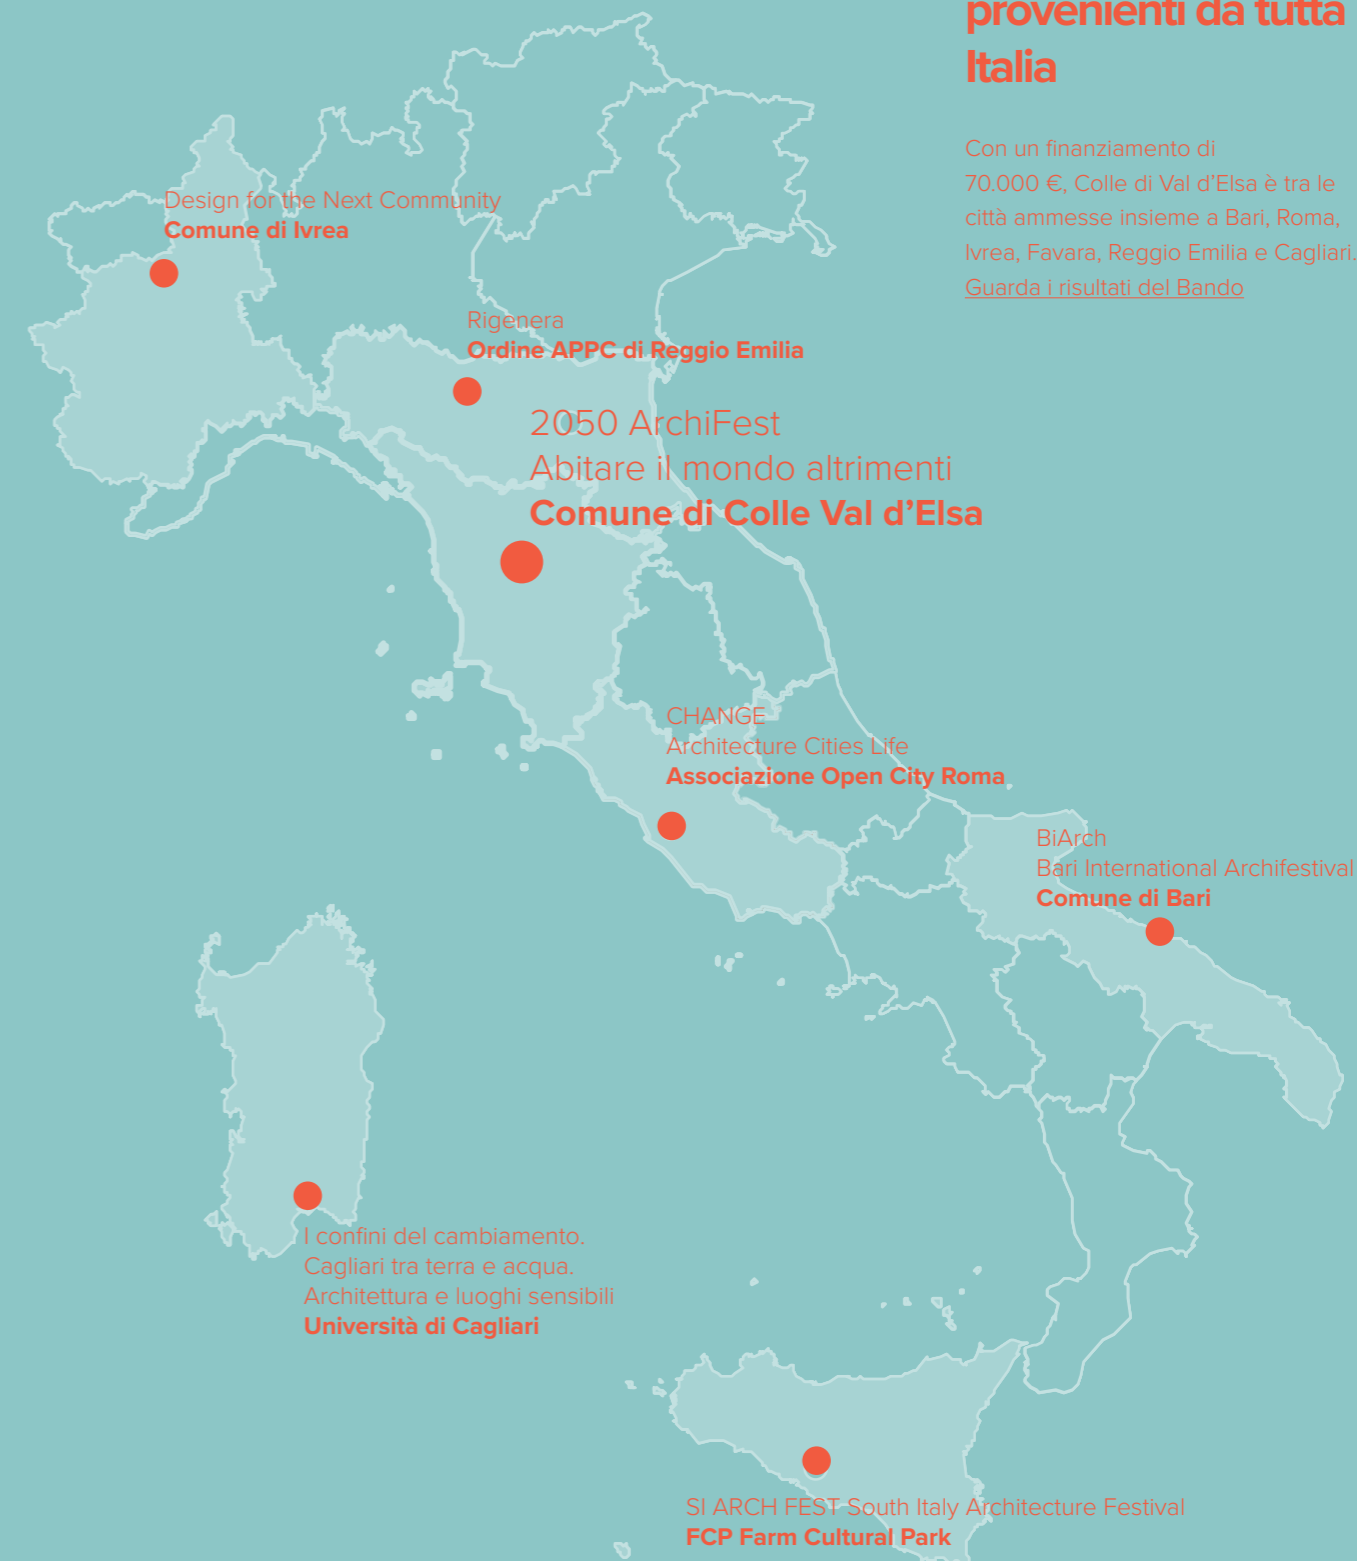 provenienti da tutta
Italia
Con un finanziamento di
70.000 €, Colle di Val d’Elsa è tra le
città ammesse insieme a Bari, Roma,
Ivrea, Favara, Reggio Emilia e Cagliari.
Guarda i risultati del Bando
Design for the Next Community
Comune di Ivrea
Rigenera
Ordine APPC di Reggio Emilia
2050 ArchiFest
Abitare il mondo altrimenti
Comune di Colle Val d’Elsa
CHANGE
Architecture Cities Life
Associazione Open City Roma
BiArch
Bari International Archifestival
Comune di Bari
I confini del cambiamento.
Cagliari tra terra e acqua.
Architettura e luoghi sensibili
Università di Cagliari
SI ARCH FEST South Italy Architecture Festival
FCP Farm Cultural Park